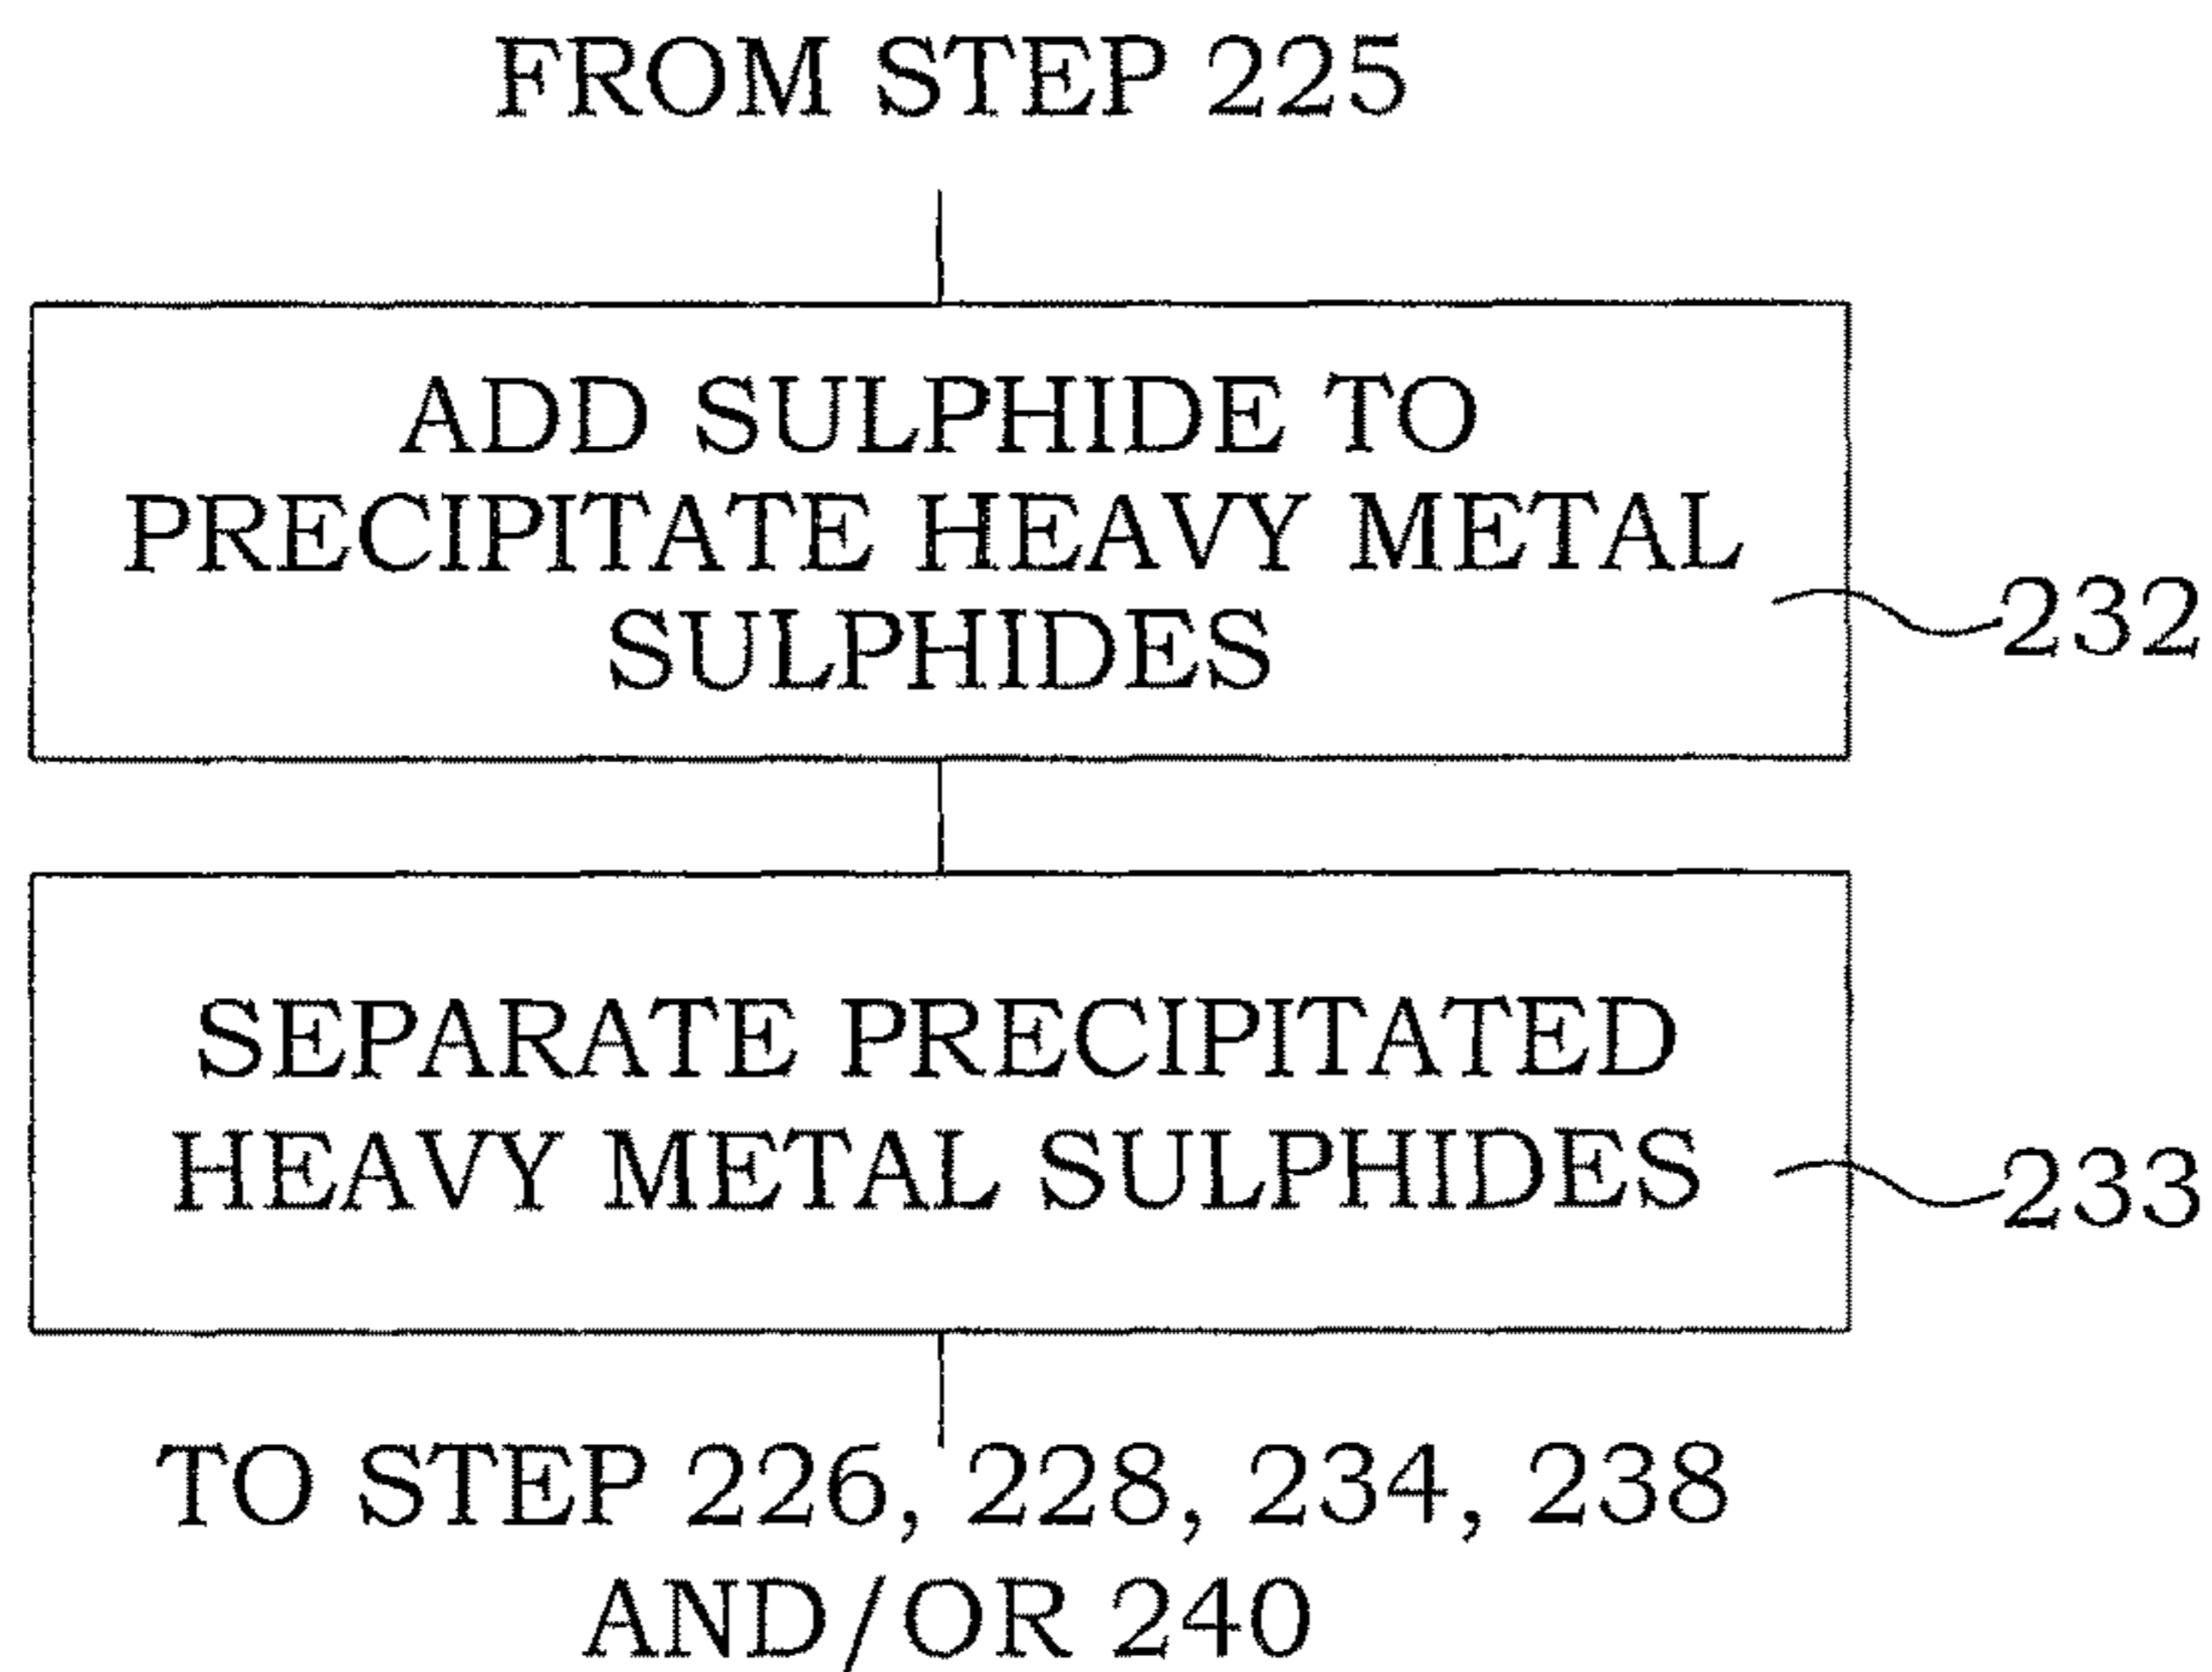 FROM STEP 225
ADD SULPHIDE TO
PRECIPITATE HEAVY METAL
SULPHIDES
232
SEPARATE PRECIPITATED
HEAVY METAL SULPHIDES
233
TO STEP 226, 228, 234, 238
AND/OR 240